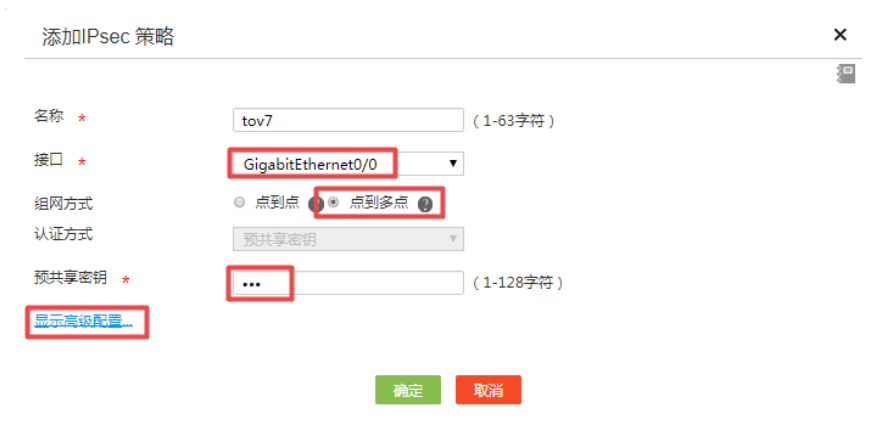 添加IPsec 策略 ×
名称 * tov7 (1-63字符)
接口 * GigabitEthernet0/0
组网方式 点到点 ? 点到多点 ?
认证方式 预共享密钥
预共享密钥 * ••• (1-128字符)
显示高级配置...
确定 取消